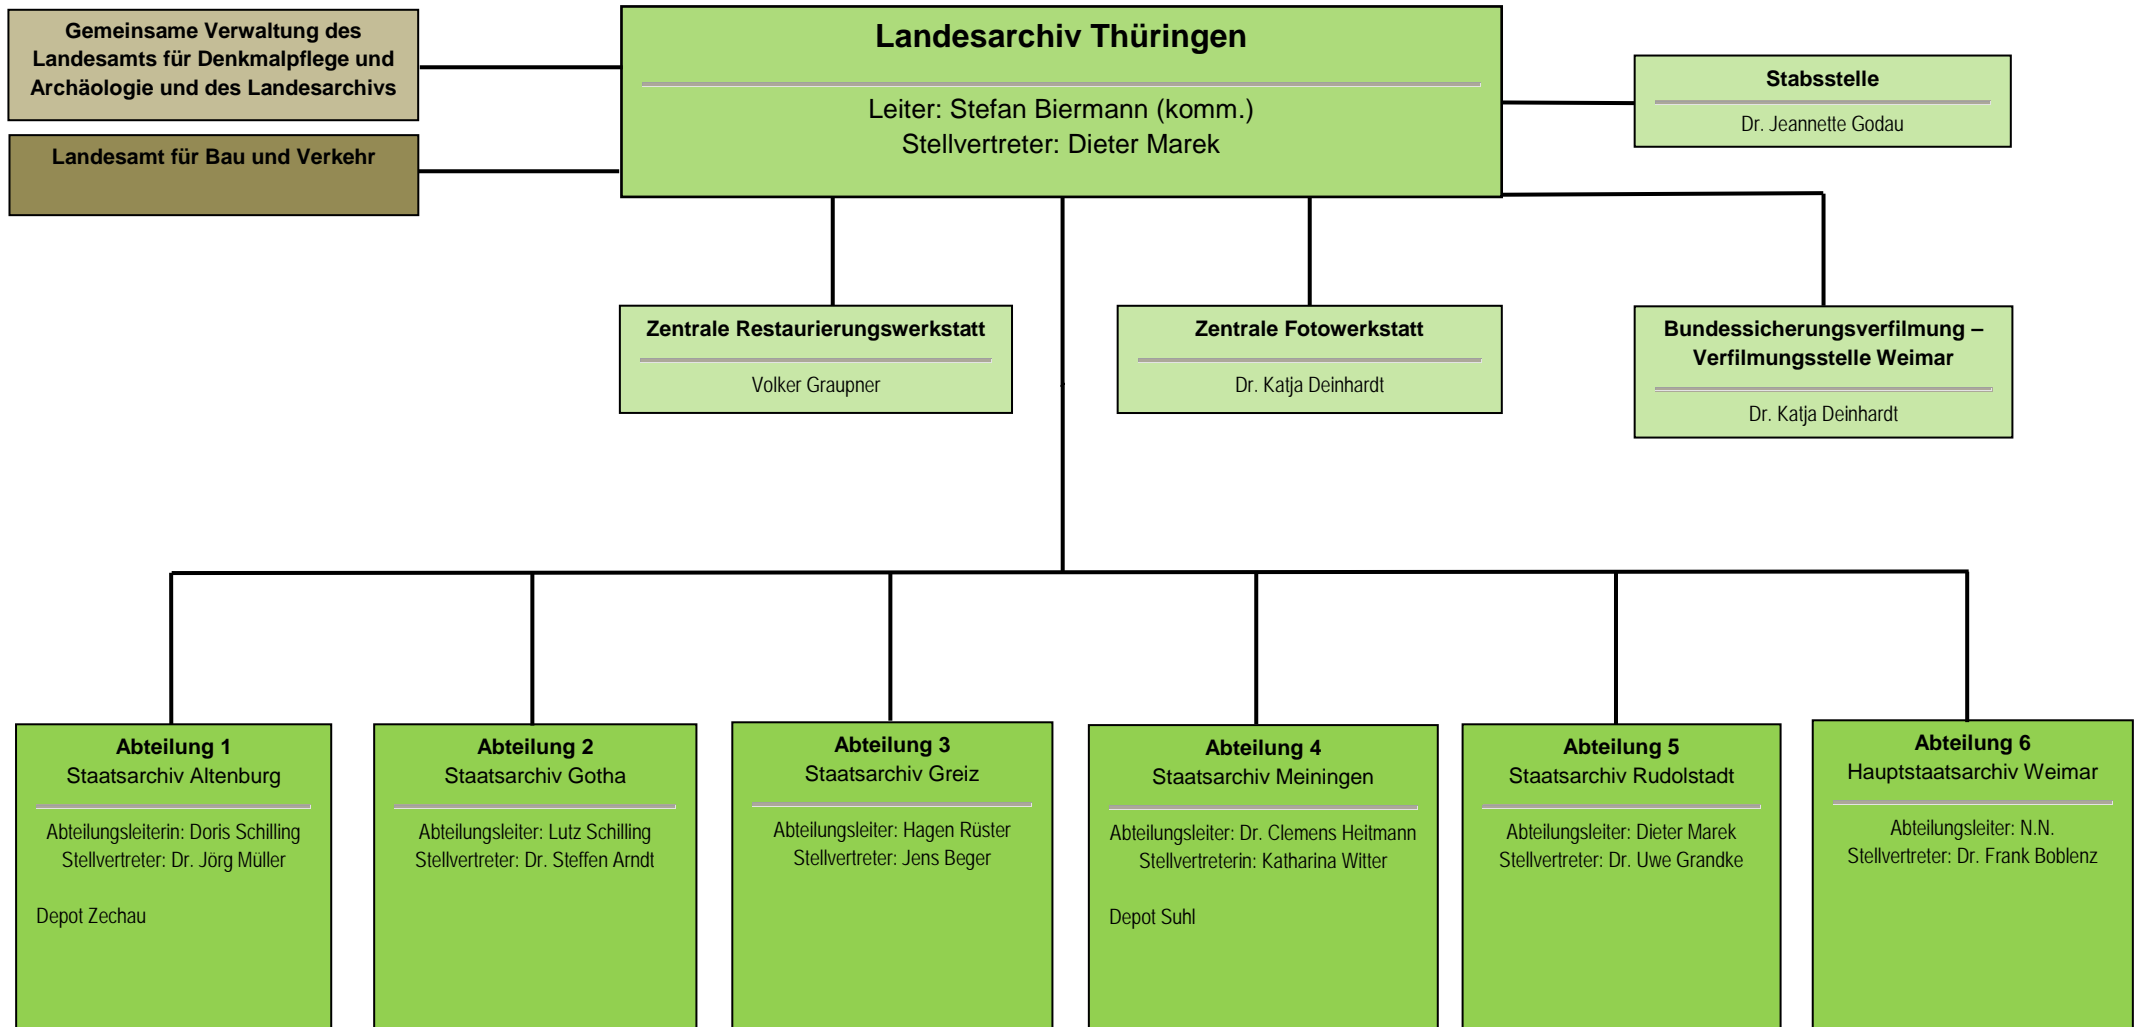 Gemeinsame Verwaltung des
Landesamts für Denkmalpflege und
Archäologie und des Landesarchivs
Landesamt für Bau und Verkehr
Landesarchiv Thüringen
Leiter: Stefan Biermann (komm.)
Stellvertreter: Dieter Marek
Stabsstelle
Dr. Jeannette Godau
Zentrale Restaurierungswerkstatt
Volker Graupner
Zentrale Fotowerkstatt
Dr. Katja Deinhardt
Bundessicherungsverfilmung –
Verfilmungsstelle Weimar
Dr. Katja Deinhardt
Abteilung 1
Staatsarchiv Altenburg
Abteilungsleiterin: Doris Schilling
Stellvertreter: Dr. Jörg Müller
Depot Zechau
Abteilung 2
Staatsarchiv Gotha
Abteilungsleiter: Lutz Schilling
Stellvertreter: Dr. Steffen Arndt
Abteilung 3
Staatsarchiv Greiz
Abteilungsleiter: Hagen Rüster
Stellvertreter: Jens Beger
Abteilung 4
Staatsarchiv Meiningen
Abteilungsleiter: Dr. Clemens Heitmann
Stellvertreterin: Katharina Witter
Depot Suhl
Abteilung 5
Staatsarchiv Rudolstadt
Abteilungsleiter: Dieter Marek
Stellvertreter: Dr. Uwe Grandke
Abteilung 6
Hauptstaatsarchiv Weimar
Abteilungsleiter: N.N.
Stellvertreter: Dr. Frank Boblenz